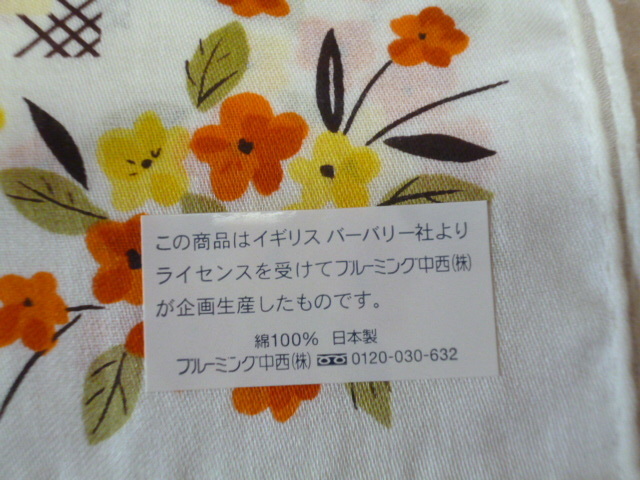 この商品はイギリス バーバリー社より
ライセンスを受けてブルーミング中西(株)
が企画生産したものです。
綿100% 日本製
ブルーミング中西(株) 0120-030-632